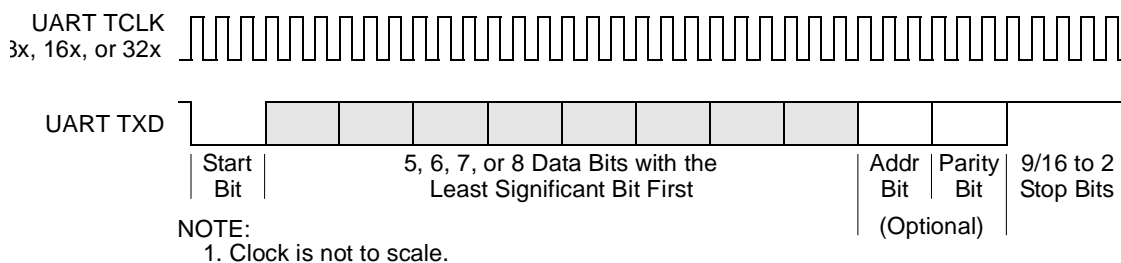 UART TCLK
8x, 16x, or 32x
UART TXD
Start
Bit
5, 6, 7, or 8 Data Bits with the
Least Significant Bit First
Addr
Bit
Parity
Bit
(Optional)
9/16 to 2
Stop Bits
NOTE:
1. Clock is not to scale.